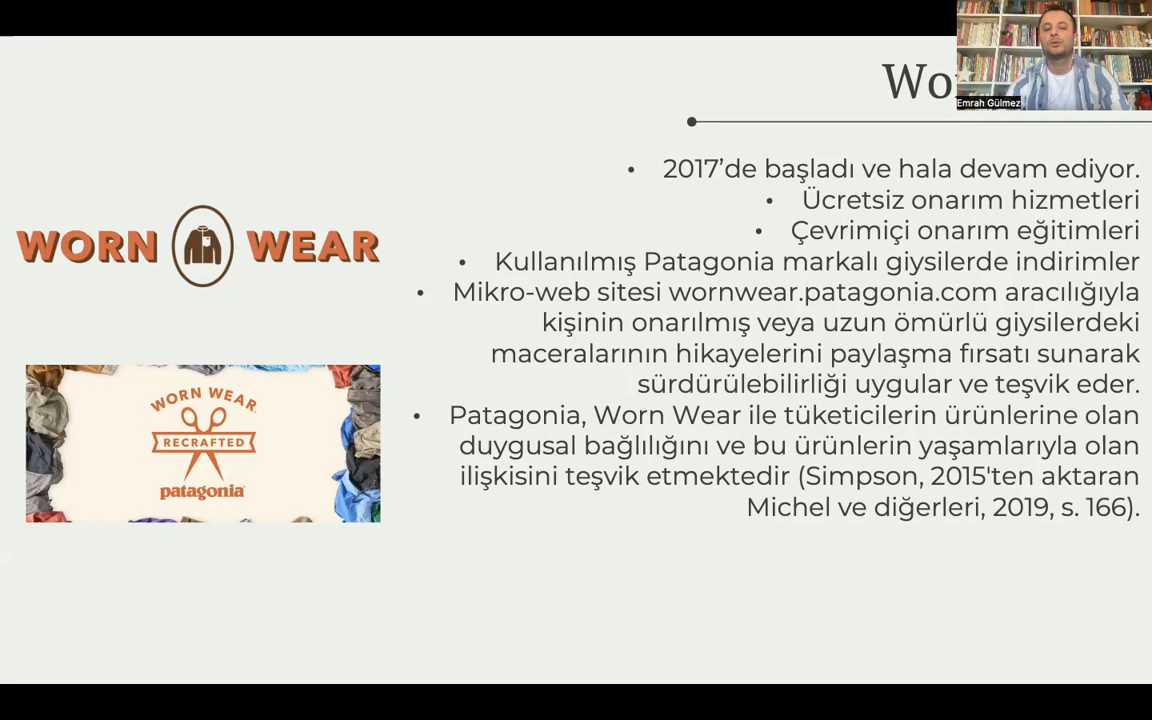 Wo
Emrah Gülmez
• 2017’de başladı ve hala devam ediyor.
• Ücretsiz onarım hizmetleri
• Çevrimiçi onarım eğitimleri
• Kullanılmış Patagonia markalı giysilerde indirimler
• Mikro-web sitesi wornwear.patagonia.com aracılığıyla
kişinin onarılmış veya uzun ömürlü giysilerdeki
maceralarının hikayelerini paylaşma fırsatı sunarak
sürdürülebilirliği uygular ve teşvik eder.
• Patagonia, Worn Wear ile tüketicilerin ürünlerine olan
duygusal bağlılığını ve bu ürünlerin yaşamlarıyla olan
ilişkisini teşvik etmektedir (Simpson, 2015'ten aktaran
Michel ve diğerleri, 2019, s. 166).
WORN WEAR
WORN WEAR
RECRAFTED
patagonia